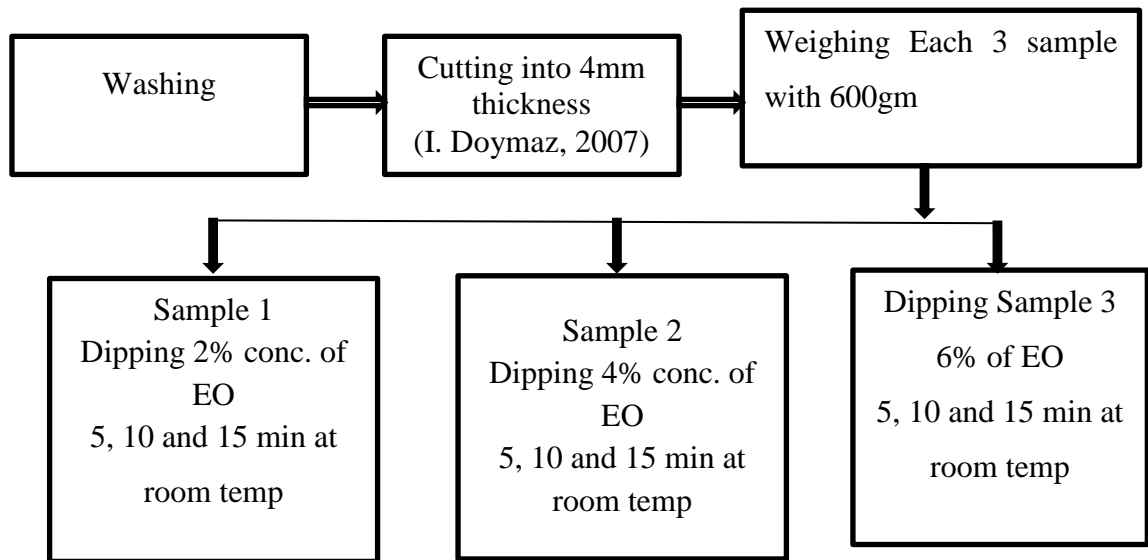 Washing
Cutting into 4mm
thickness
(I. Doymaz, 2007)
Weighing Each 3 sample
with 600gm
Sample 1
Dipping 2% conc. of
EO
5, 10 and 15 min at
room temp
Sample 2
Dipping 4% conc. of
EO
5, 10 and 15 min at
room temp
Dipping Sample 3
6% of EO
5, 10 and 15 min at
room temp